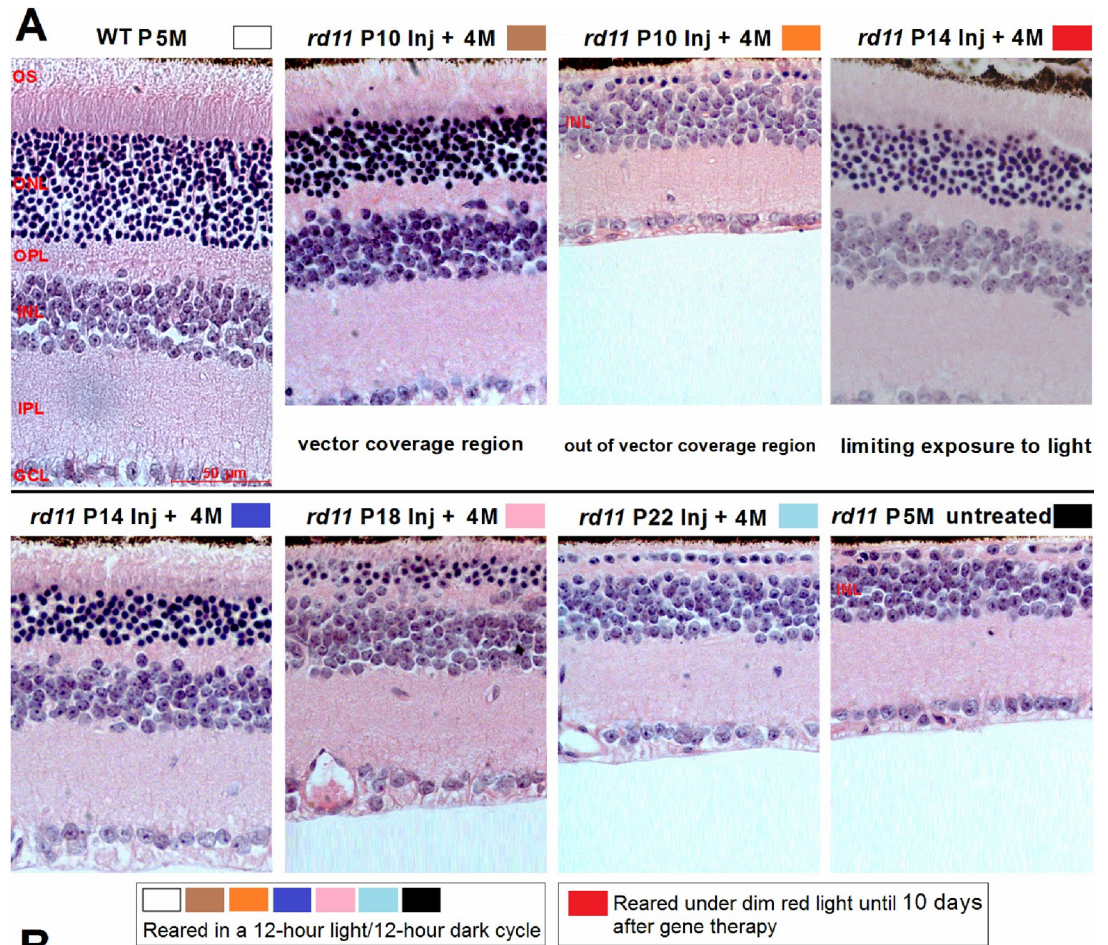 A
WT P 5M
rd11 P10 Inj + 4M
rd11 P10 Inj + 4M
rd11 P14 Inj + 4M
OS
ONL
OPL
INL
IPL
GCL
50 µm
INL
vector coverage region
out of vector coverage region
limiting exposure to light
rd11 P14 Inj + 4M
rd11 P18 Inj + 4M
rd11 P22 Inj + 4M
rd11 P5M untreated
INL
Reared in a 12-hour light/12-hour dark cycle
Reared under dim red light until 10 days
after gene therapy
B